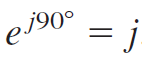 e^{j90°} = j